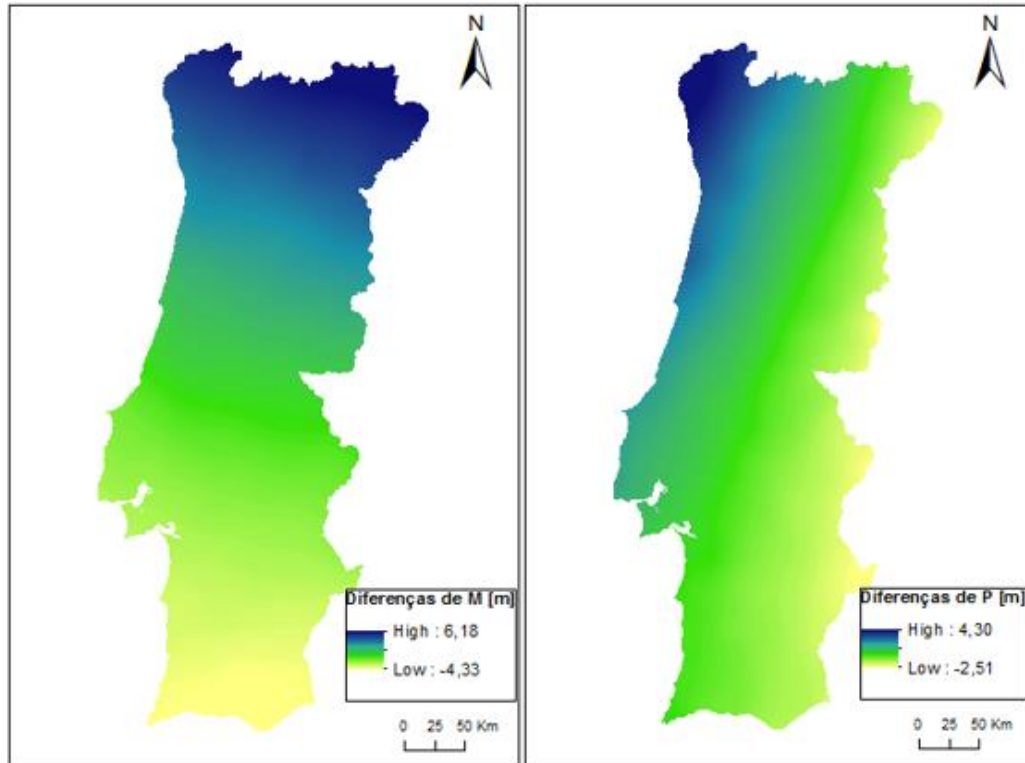 N
Diferenças de M [m]
High : 6,18
Low : -4,33
0 25 50 Km
N
Diferenças de P [m]
High : 4,30
Low : -2,51
0 25 50 Km